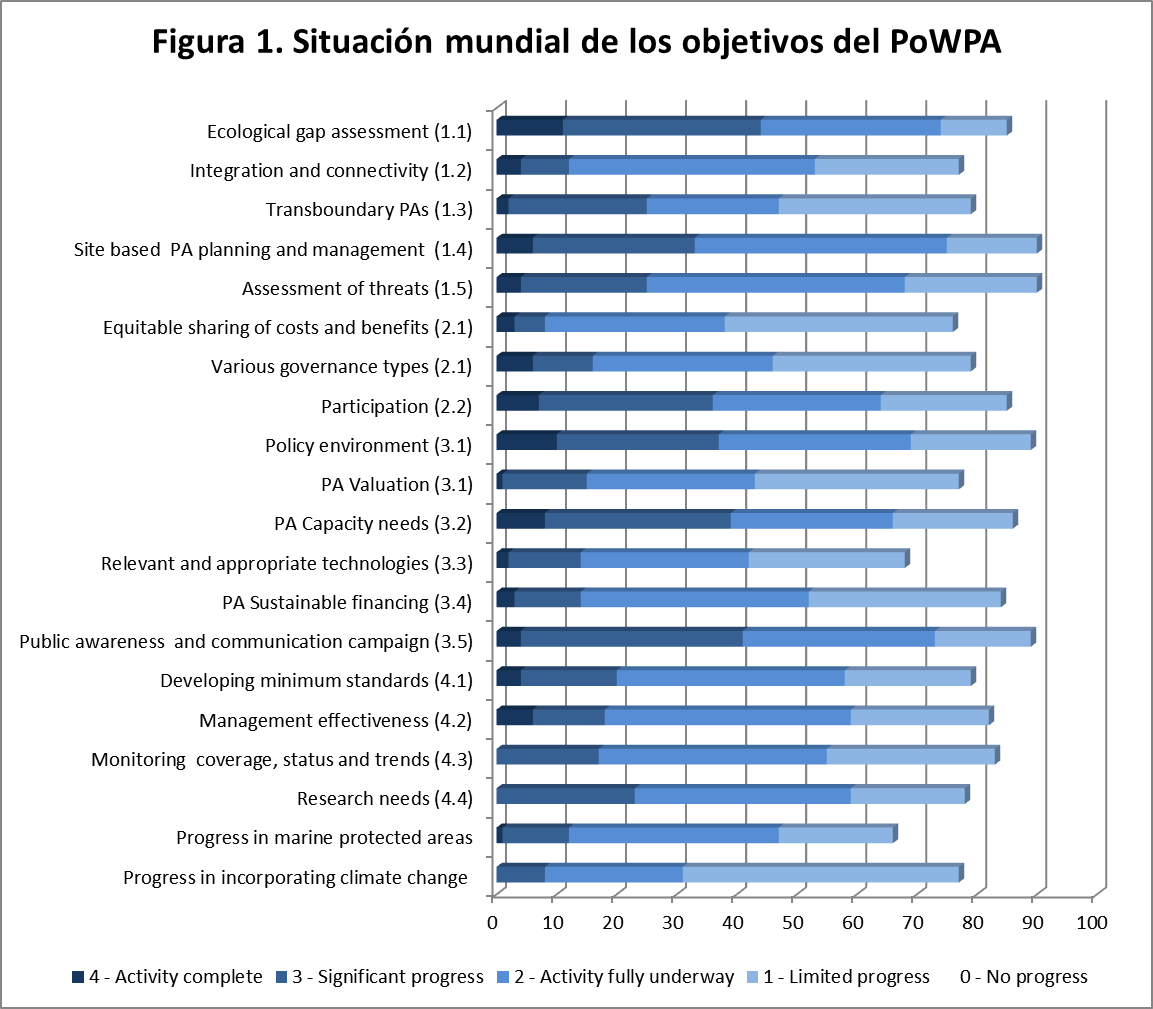 Figura 1. Situación mundial de los objetivos del PoWPA
Ecological gap assessment (1.1)
Integration and connectivity (1.2)
Transboundary PAs (1.3)
Site based  PA planning and management  (1.4)
Assessment of threats (1.5)
Equitable sharing of costs and benefits (2.1)
Various governance types (2.1)
Participation (2.2)
Policy environment (3.1)
PA Valuation (3.1)
PA Capacity needs (3.2)
Relevant and appropriate technologies (3.3)
PA Sustainable financing (3.4)
Public awareness  and communication campaign (3.5)
Developing minimum standards (4.1)
Management effectiveness (4.2)
Monitoring  coverage, status and trends (4.3)
Research needs (4.4)
Progress in marine protected areas
Progress in incorporating climate change
0 10 20 30 40 50 60 70 80 90 100
4 - Activity complete 3 - Significant progress 2 - Activity fully underway 1 - Limited progress 0 - No progress